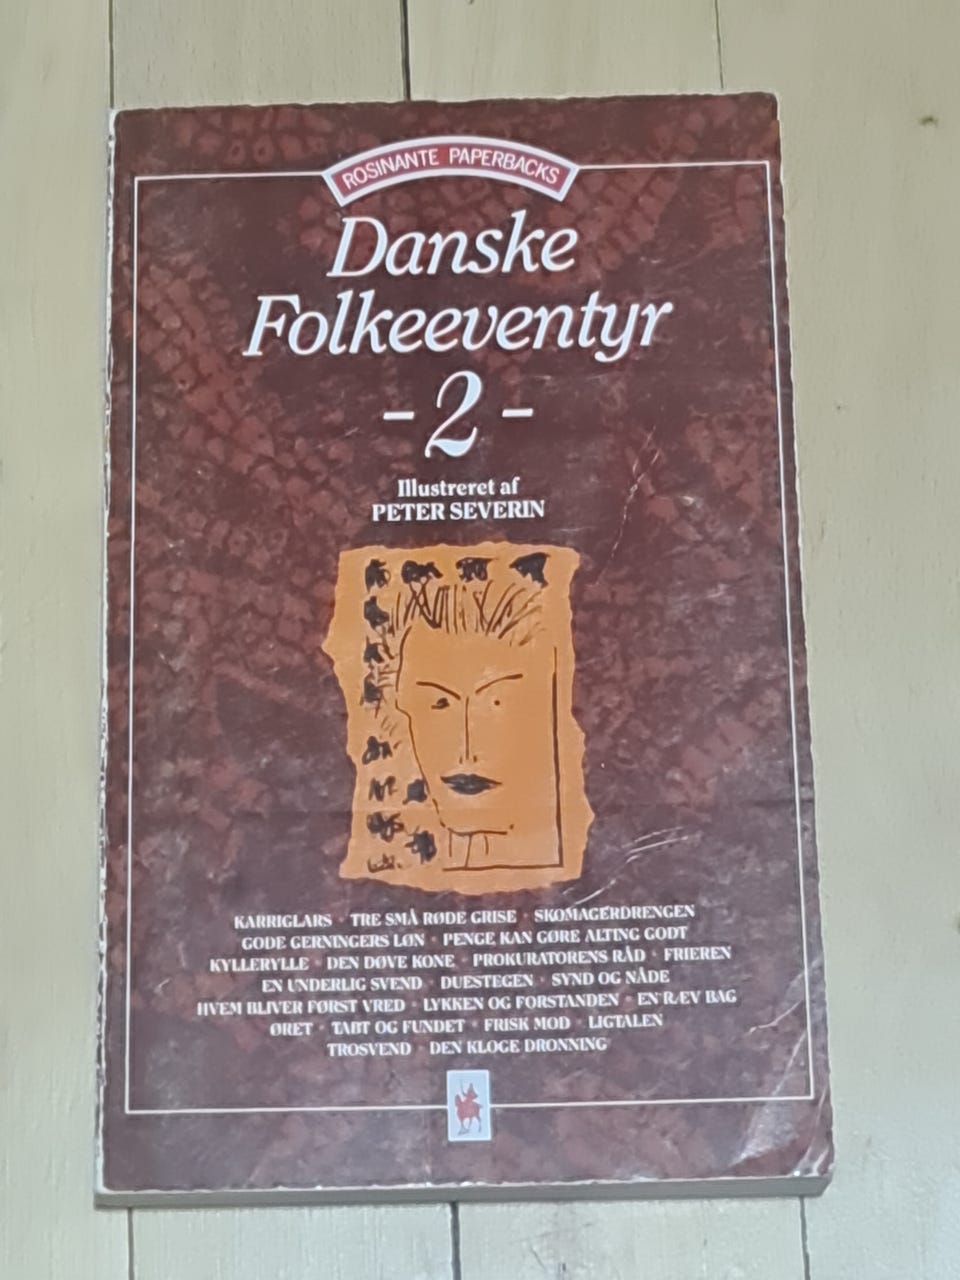 ROSINANTE PAPERBACKS
Danske
Folkeeventyr
- 2 -
Illustreret af
PETER SEVERIN
KARRIGLARS • TRE SMÅ RØDE GRISE • SKOMAGERDRENGEN
GODE GERNINGERS LØN • PENGE KAN GØRE ALTING GODT
KYLLERYLLE • DEN DØVE KONE • PROKURATORENS RÅD • FRIEREN
EN UNDERLIG SVEND • DUESTEGEN • SYND OG NÅDE
HVEM BLIVER FØRST VRED • LYKKEN OG FORSTANDEN • EN RÆV BAG
ØRET • TABT OG FUNDET • FRISK MOD • LIGTALEN
TROSVEND • DEN KLOGE DRONNING